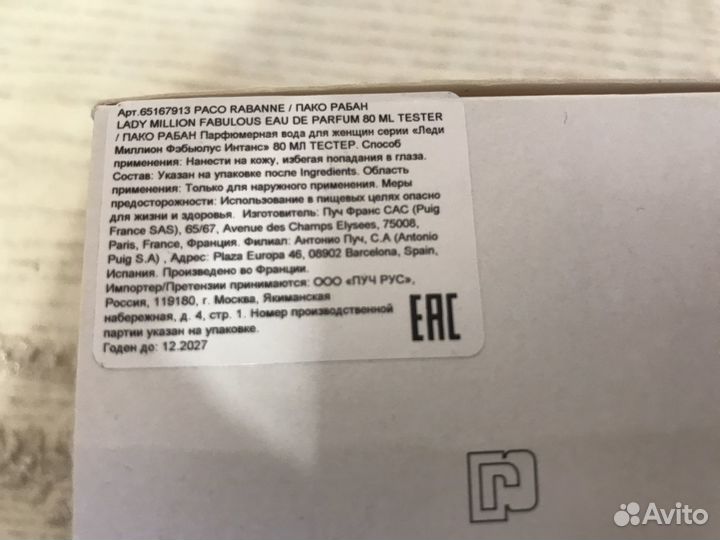 Арт.65167913 PACO RABANNE / ПАКО РАБАН
LADY MILLION FABULOUS EAU DE PARFUM 80 ML TESTER
/ ПАКО РАБАН Парфюмерная вода для женщин серии «Леди
Миллион Фэбьюлус Интанс» 80 МЛ ТЕСТЕР. Способ
применения: Нанести на кожу, избегая попадания в глаза.
Состав: Указан на упаковке после Ingredients. Область
применения: Только для наружного применения. Меры
предосторожности: Использование в пищевых целях опасно
для жизни и здоровья. Изготовитель: Пуч Франс САС (Puig
France SAS), 65/67, Avenue des Champs Elysees, 75008,
Paris, France, Франция. Филиал: Антонио Пуч, С.А (Antonio
Puig S.A) , Адрес: Plaza Europa 46, 08902 Barcelona, Spain,
Испания. Произведено во Франции.
Импортер/Претензии принимаются: ООО «ПУЧ РУС»,
Россия, 119180, г. Москва, Якиманская
набережная, д. 4, стр. 1. Номер производственной
партии указан на упаковке.
Годен до: 12.2027
EAC
Avito